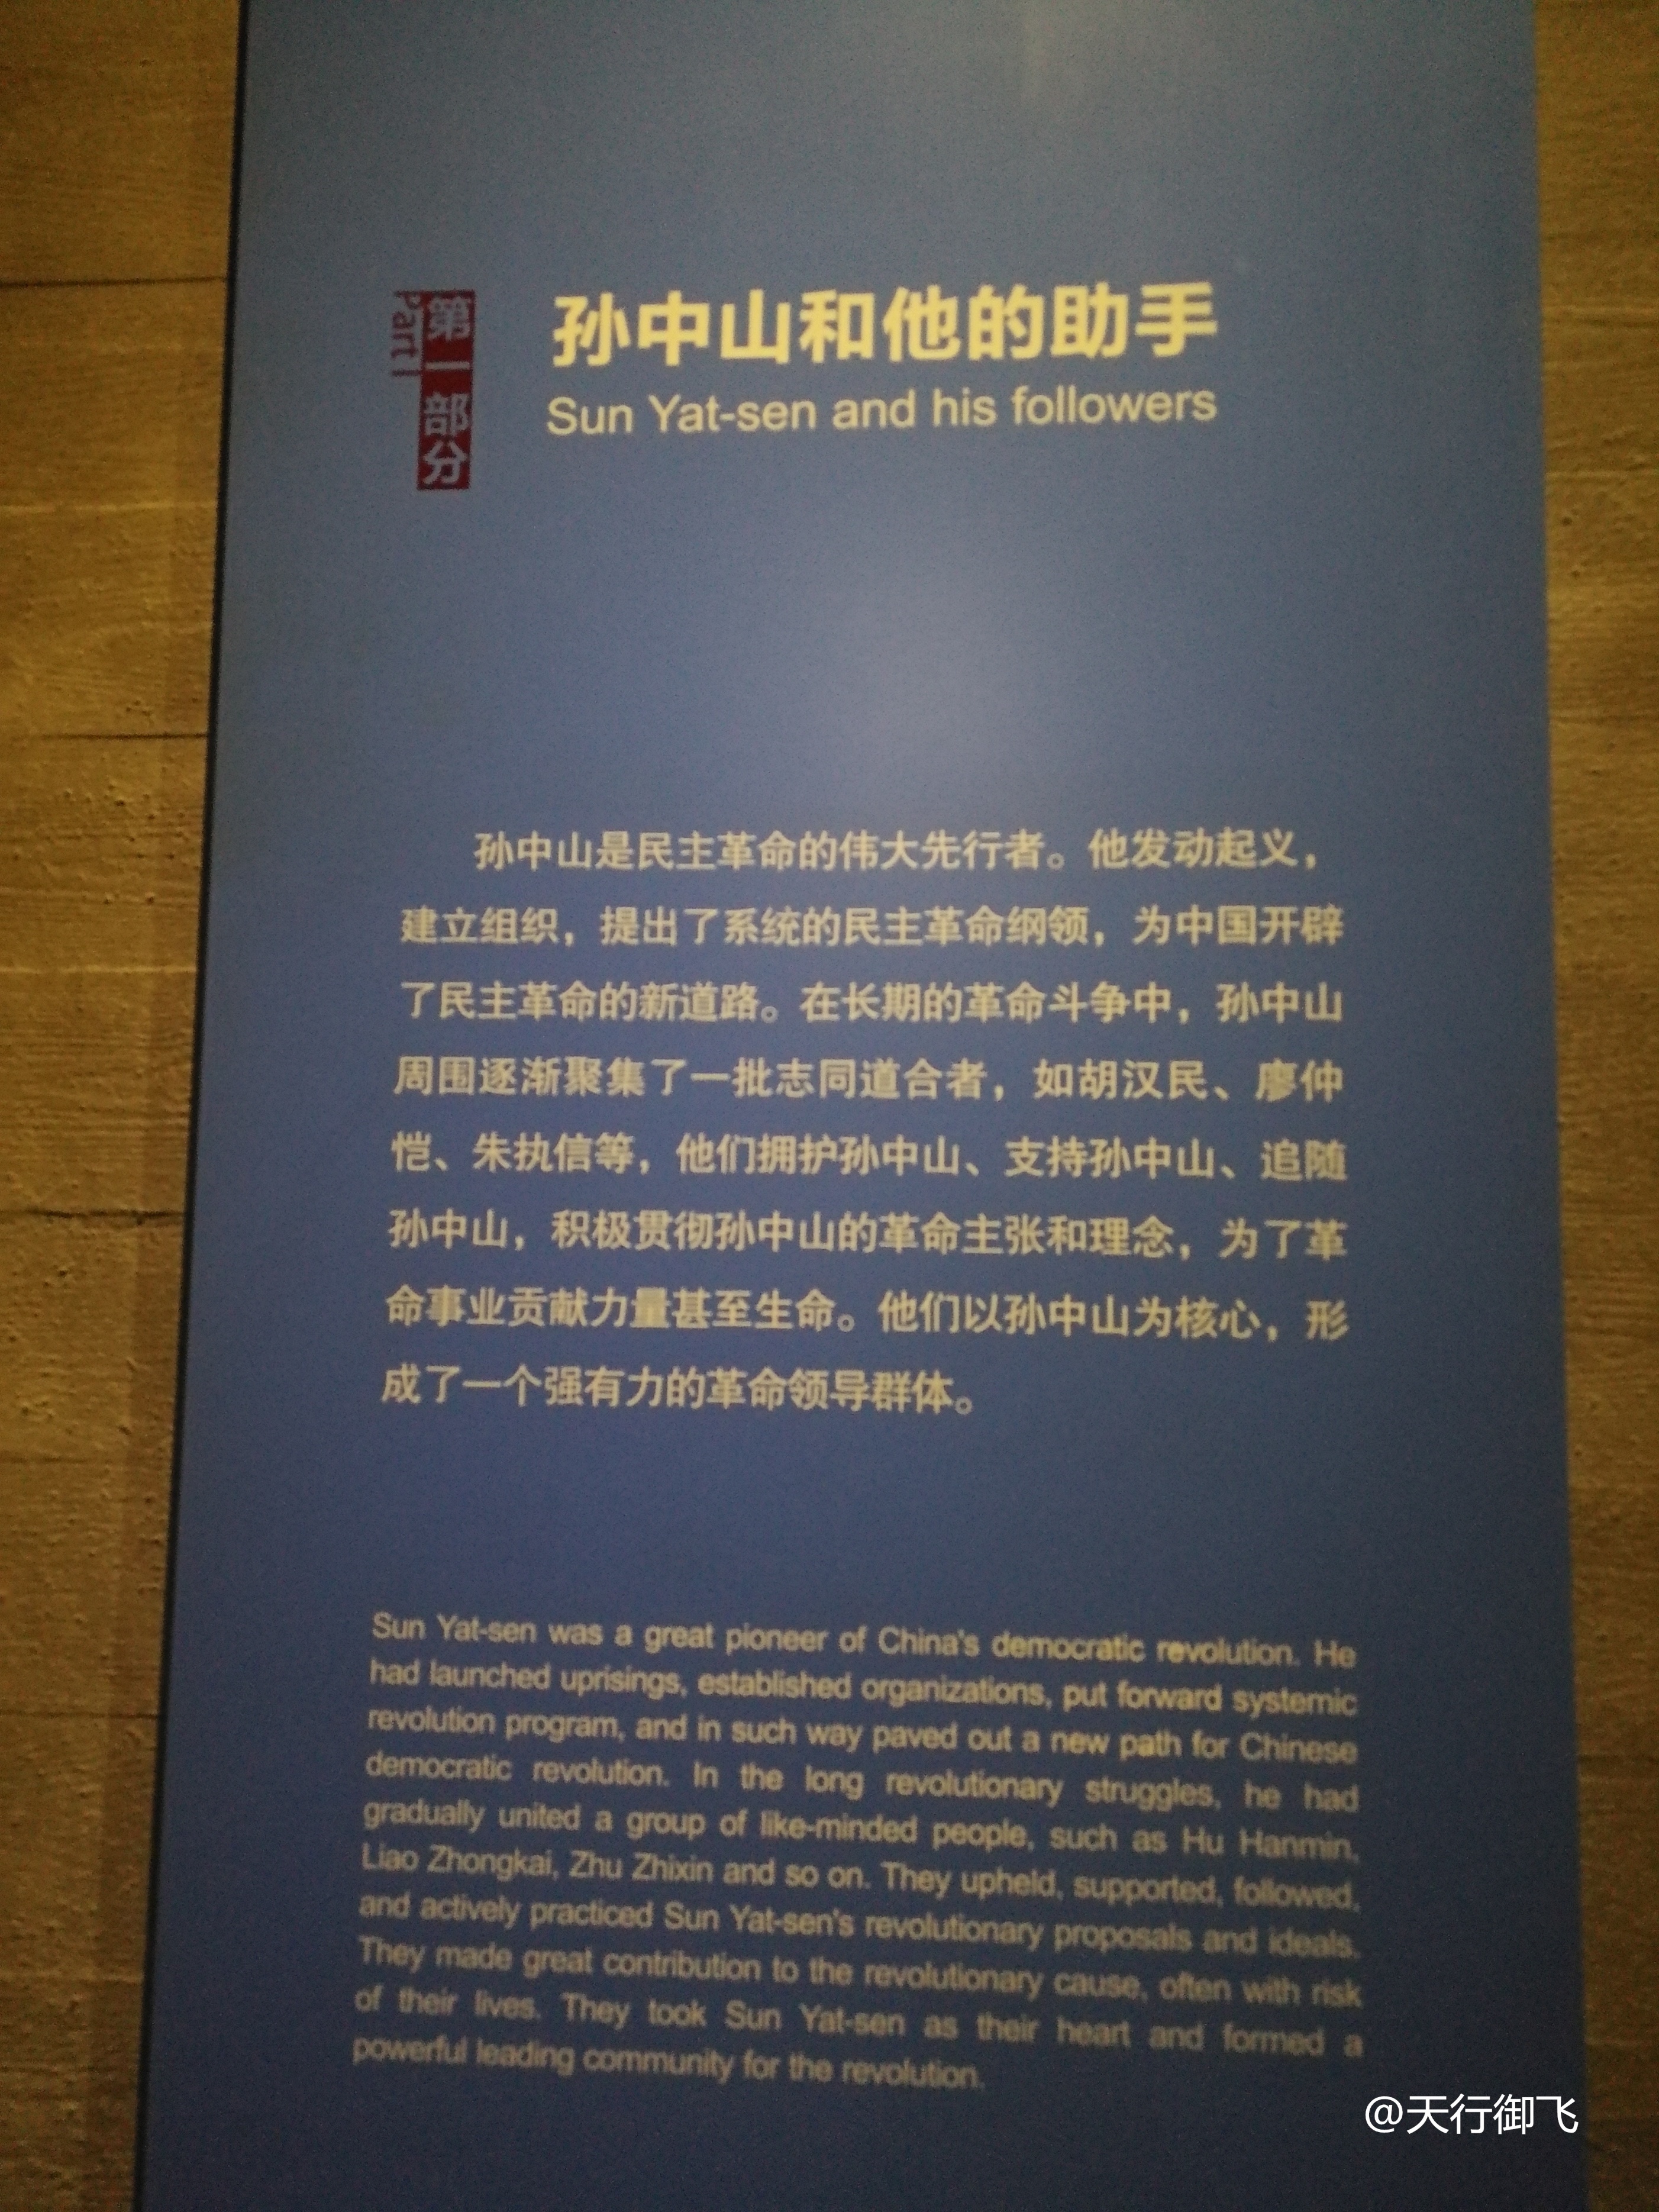 第一部分
Part I
孙中山和他的助手
Sun Yat-sen and his followers
孙中山是民主革命的伟大先行者。他发动起义，
建立组织，提出了系统的民主革命纲领，为中国开辟
了民主革命的新道路。在长期的革命斗争中，孙中山
周围逐渐聚集了一批志同道合者，如胡汉民、廖仲
恺、朱执信等，他们拥护孙中山、支持孙中山、追随
孙中山，积极贯彻孙中山的革命主张和理念，为了革
命事业贡献力量甚至生命。他们以孙中山为核心，形
成了一个强有力的革命领导群体。
Sun Yat-sen was a great pioneer of China's democratic revolution. He
had launched uprisings, established organizations, put forward systemic
revolution program, and in such way paved out a new path for Chinese
democratic revolution. In the long revolutionary struggles, he had
gradually united a group of like-minded people, such as Hu Hanmin,
Liao Zhongkai, Zhu Zhixin and so on. They upheld, supported, followed,
and actively practiced Sun Yat-sen's revolutionary proposals and ideals.
They made great contribution to the revolutionary cause, often with risk
of their lives. They took Sun Yat-sen as their heart and formed a
powerful leading community for the revolution.
@天行御飞